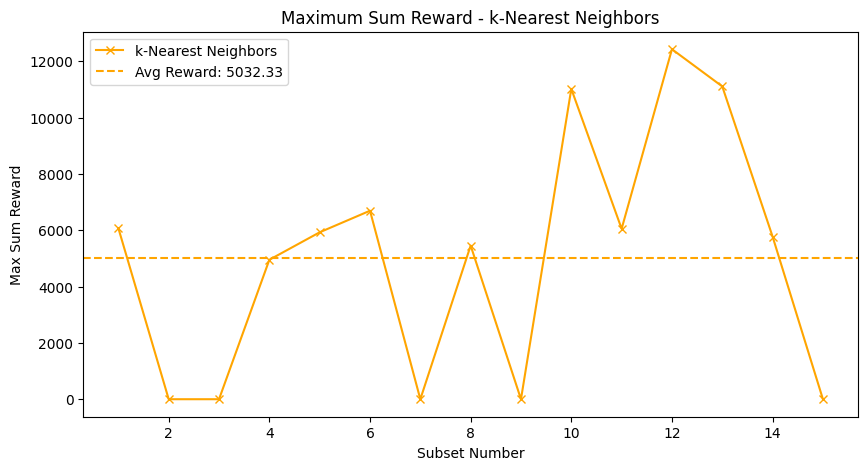 Maximum Sum Reward - k-Nearest Neighbors
k-Nearest Neighbors
Avg Reward: 5032.33
Max Sum Reward
12000
10000
8000
6000
4000
2000
0
2
4
6
8
10
12
14
Subset Number